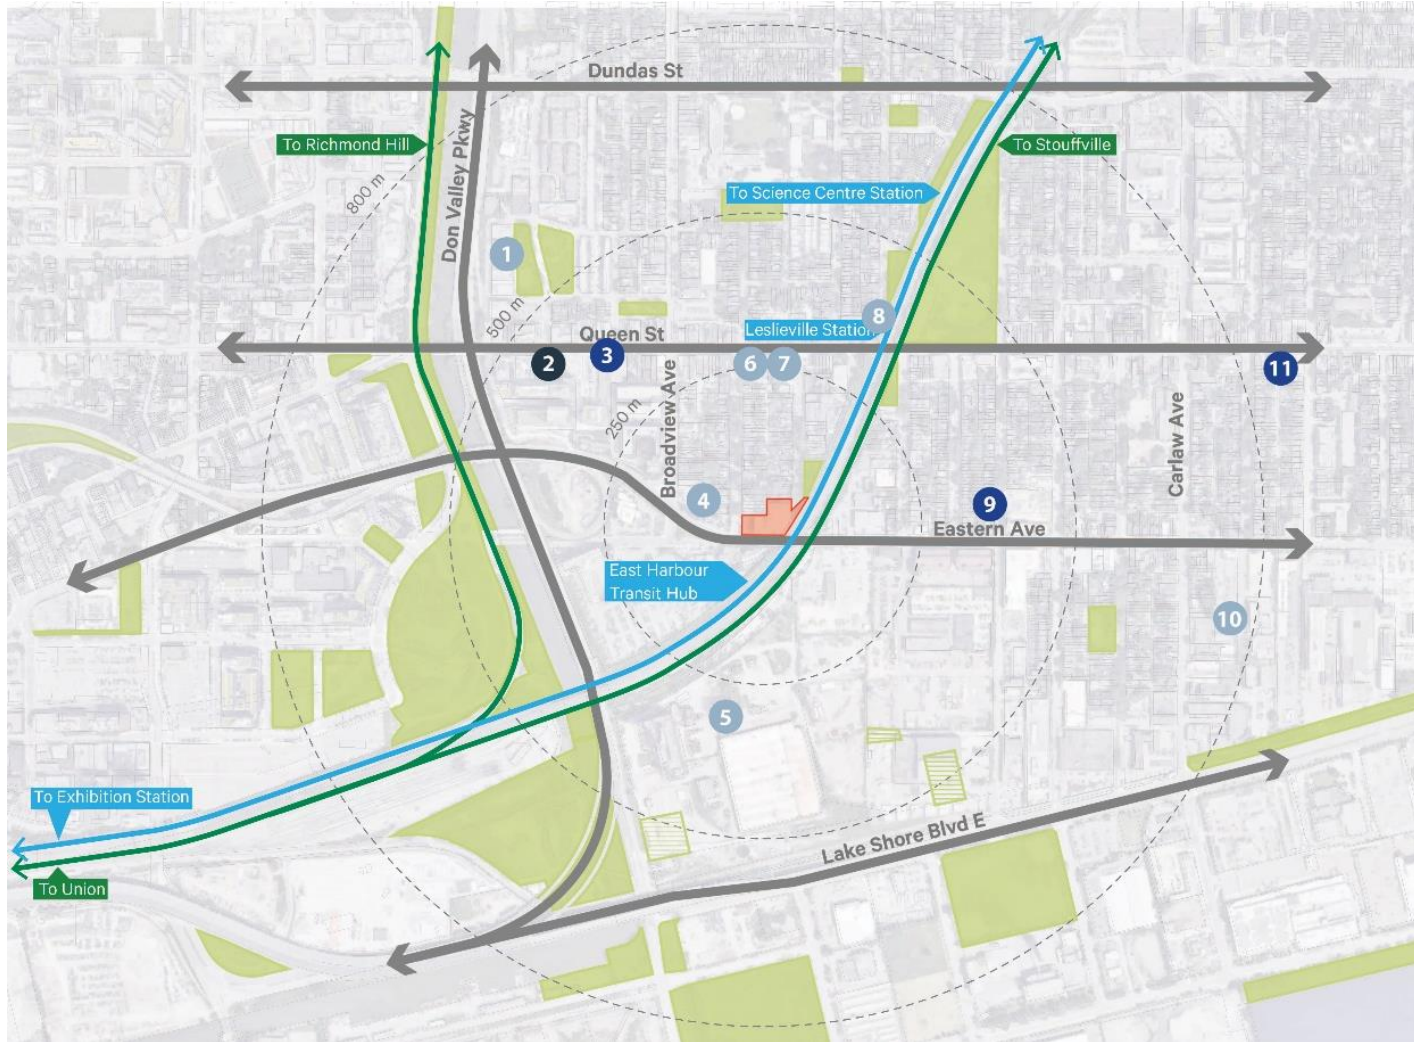 Dundas St
To Richmond Hill
Don Valley Pkwy
To Stouffville
800 m
To Science Centre Station
1
500 m
8
Queen St
Leslieville Station
2
3
6
7
11
Broadview Ave
250 m
Carlaw Ave
4
9
Eastern Ave
East Harbour
Transit Hub
10
5
To Exhibition Station
Lake Shore Blvd E
To Union